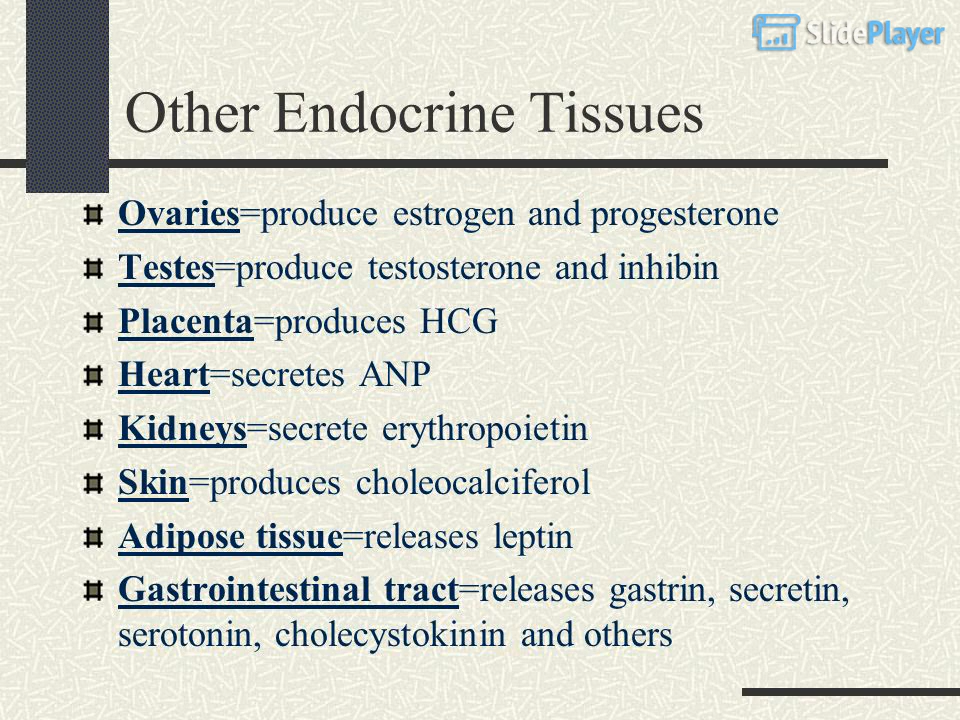 SlidePlayer
Other Endocrine Tissues
Ovaries=produce estrogen and progesterone
Testes=produce testosterone and inhibin
Placenta=produces HCG
Heart=secretes ANP
Kidneys=secrete erythropoietin
Skin=produces choleocalciferol
Adipose tissue=releases leptin
Gastrointestinal tract=releases gastrin, secretin,
serotonin, cholecystokinin and others